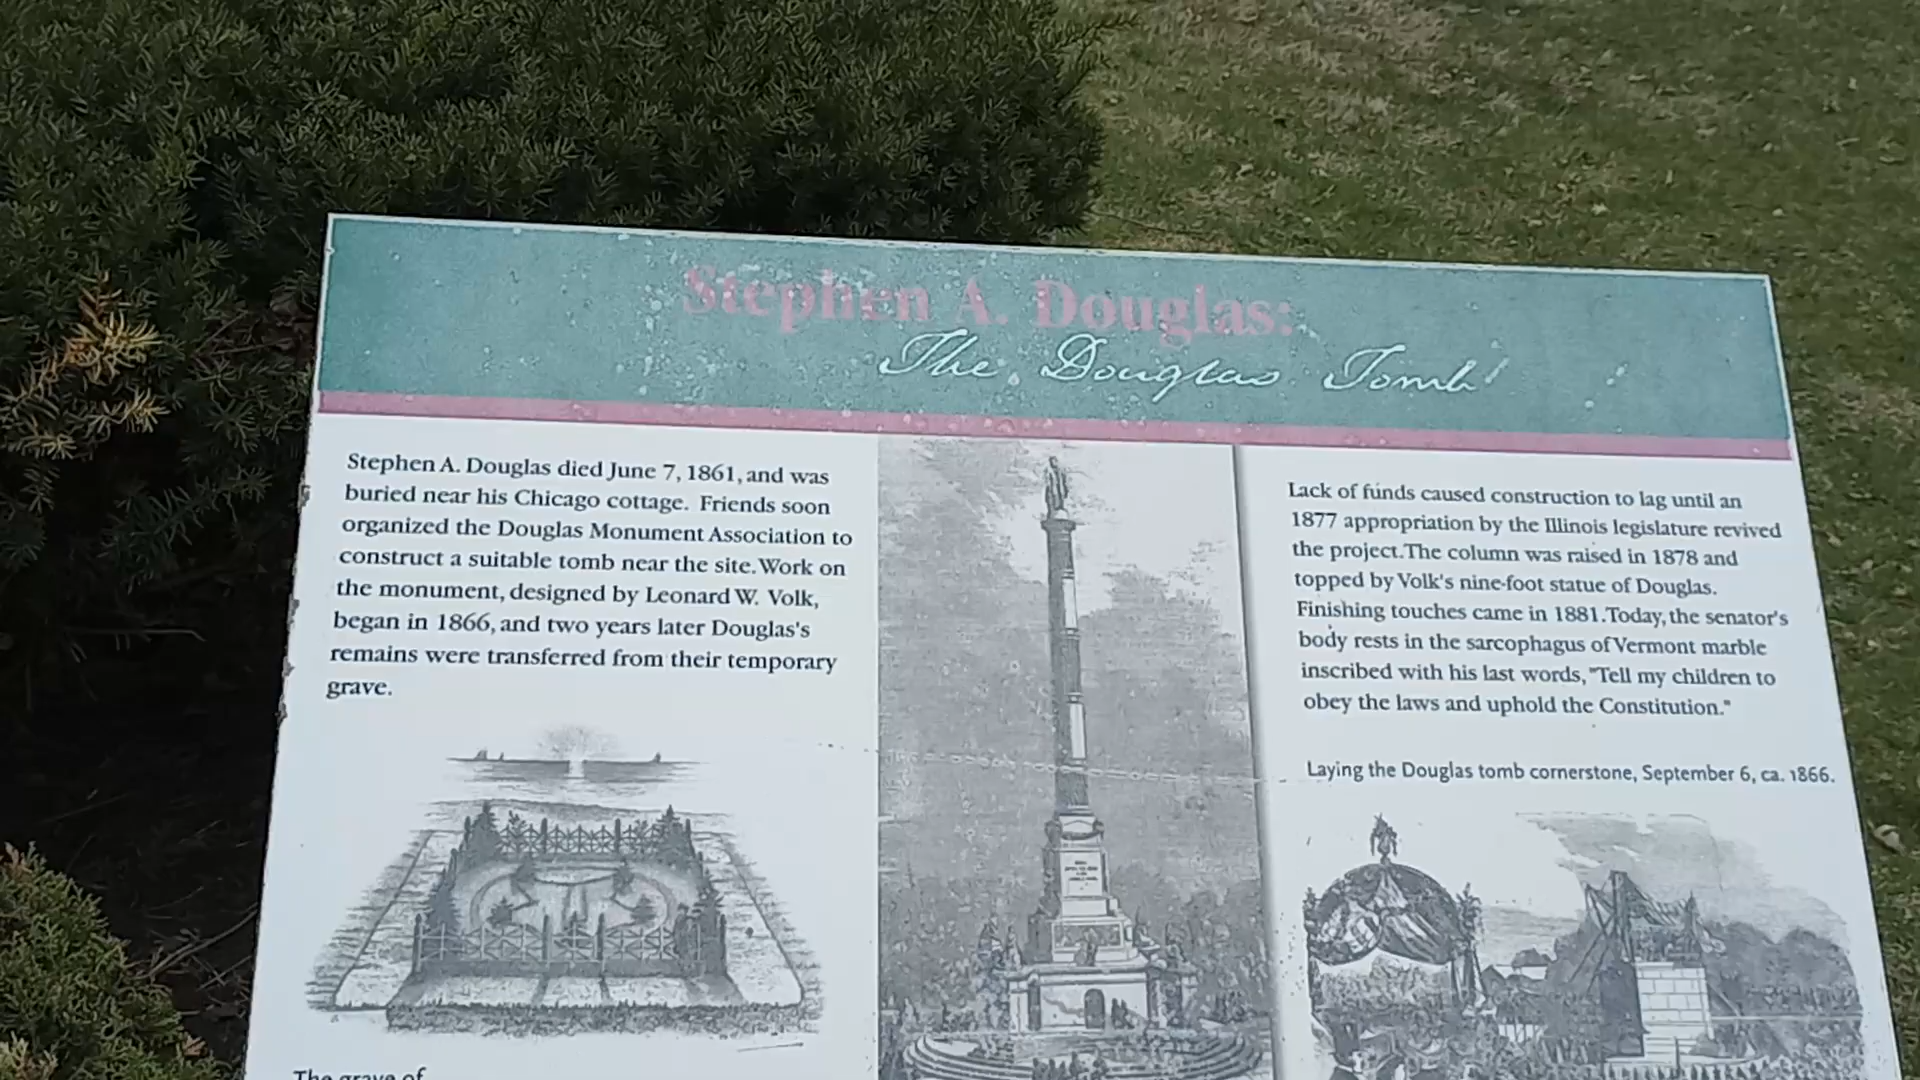 Stephen A. Douglas:
The Douglas Tomb
Stephen A. Douglas died June 7, 1861, and was
buried near his Chicago cottage. Friends soon
organized the Douglas Monument Association to
construct a suitable tomb near the site. Work on
the monument, designed by Leonard W. Volk,
began in 1866, and two years later Douglas's
remains were transferred from their temporary
grave.
Lack of funds caused construction to lag until an
1877 appropriation by the Illinois legislature revived
the project. The column was raised in 1878 and
topped by Volk's nine-foot statue of Douglas.
Finishing touches came in 1881. Today, the senator's
body rests in the sarcophagus of Vermont marble
inscribed with his last words, "Tell my children to
obey the laws and uphold the Constitution."
Laying the Douglas tomb cornerstone, September 6, ca. 1866.
The grave of